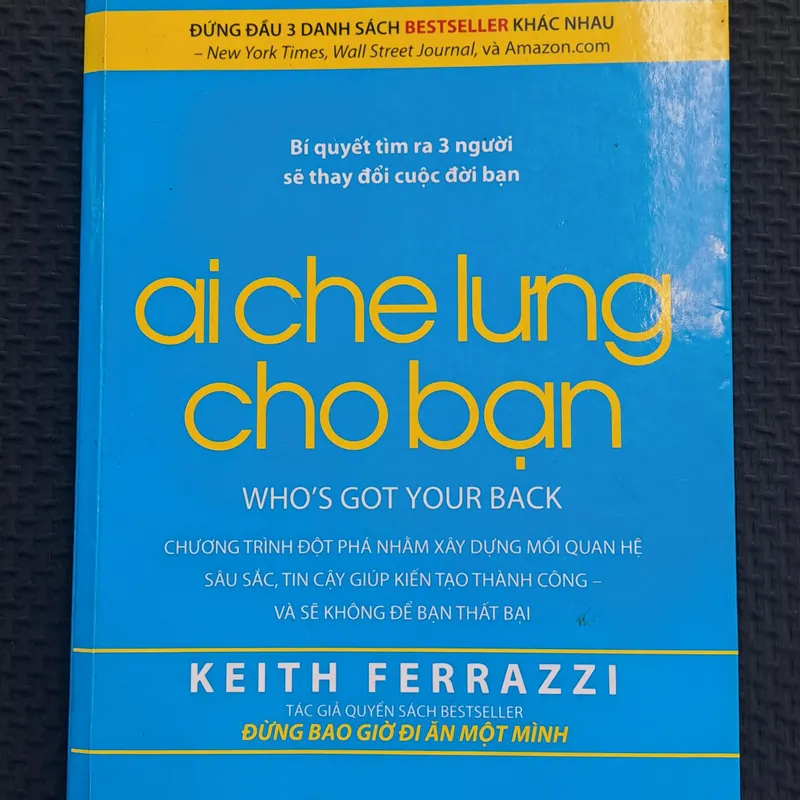 ĐỨNG ĐẦU 3 DANH SÁCH BESTSELLER KHÁC NHAU
– New York Times, Wall Street Journal, và Amazon.com
Bí quyết tìm ra 3 người
sẽ thay đổi cuộc đời bạn
ai che lưng
cho bạn
WHO'S GOT YOUR BACK
CHƯƠNG TRÌNH ĐỘT PHÁ NHẰM XÂY DỰNG MỐI QUAN HỆ
SÂU SẮC, TIN CẬY GIÚP KIẾN TẠO THÀNH CÔNG –
VÀ SẼ KHÔNG ĐỂ BẠN THẤT BẠI
KEITH FERRAZZI
TÁC GIẢ QUYỂN SÁCH BESTSELLER
ĐỪNG BAO GIỜ ĐI ĂN MỘT MÌNH